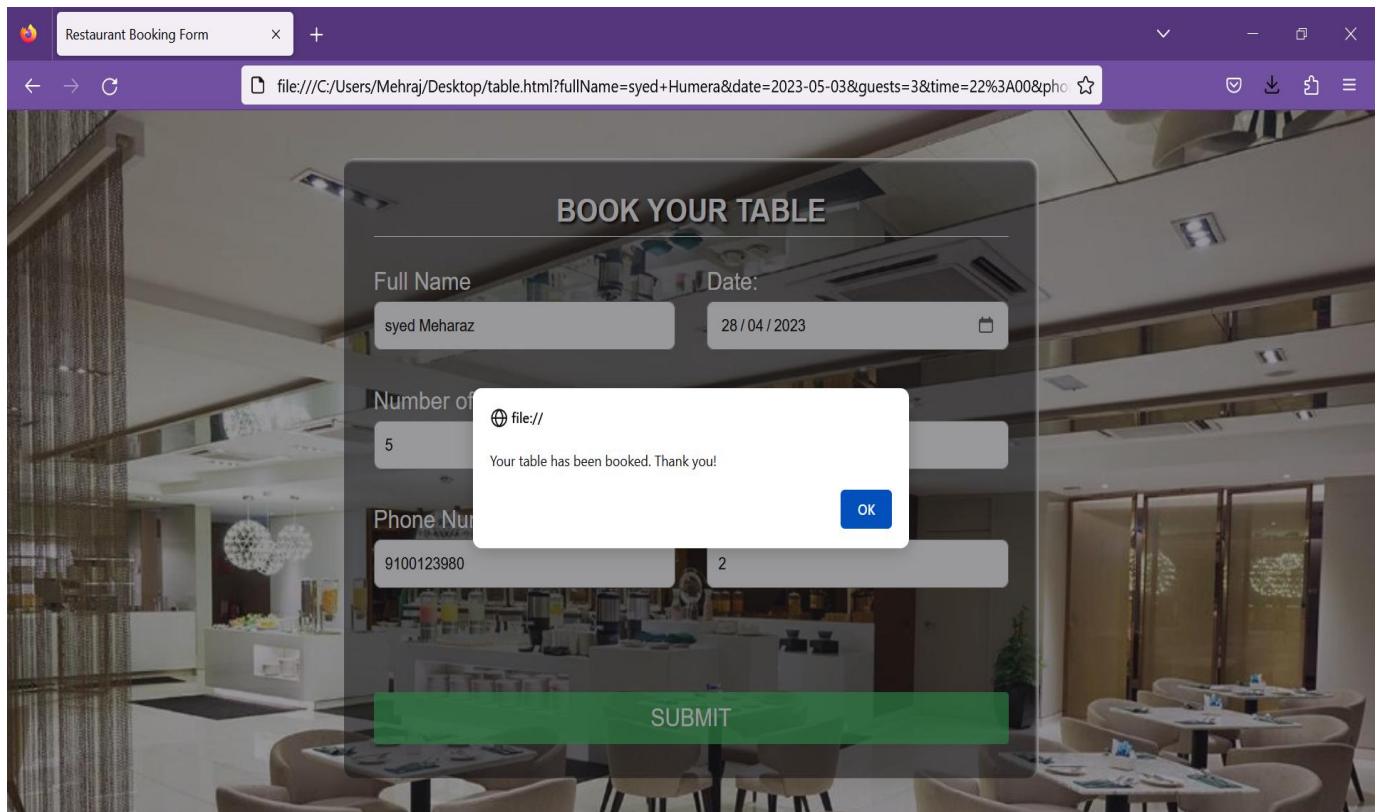 Restaurant Booking Form
file:///C:/Users/Mehraj/Desktop/table.html?fullName=syed+Humera&date=2023-05-03&guests=3&time=22%3A00&pho
BOOK YOUR TABLE
Full Name Date:
syed Meharaz 28 / 04 / 2023
Number of
file://
5
Your table has been booked. Thank you!
OK
Phone Nu
9100123980 2
SUBMIT